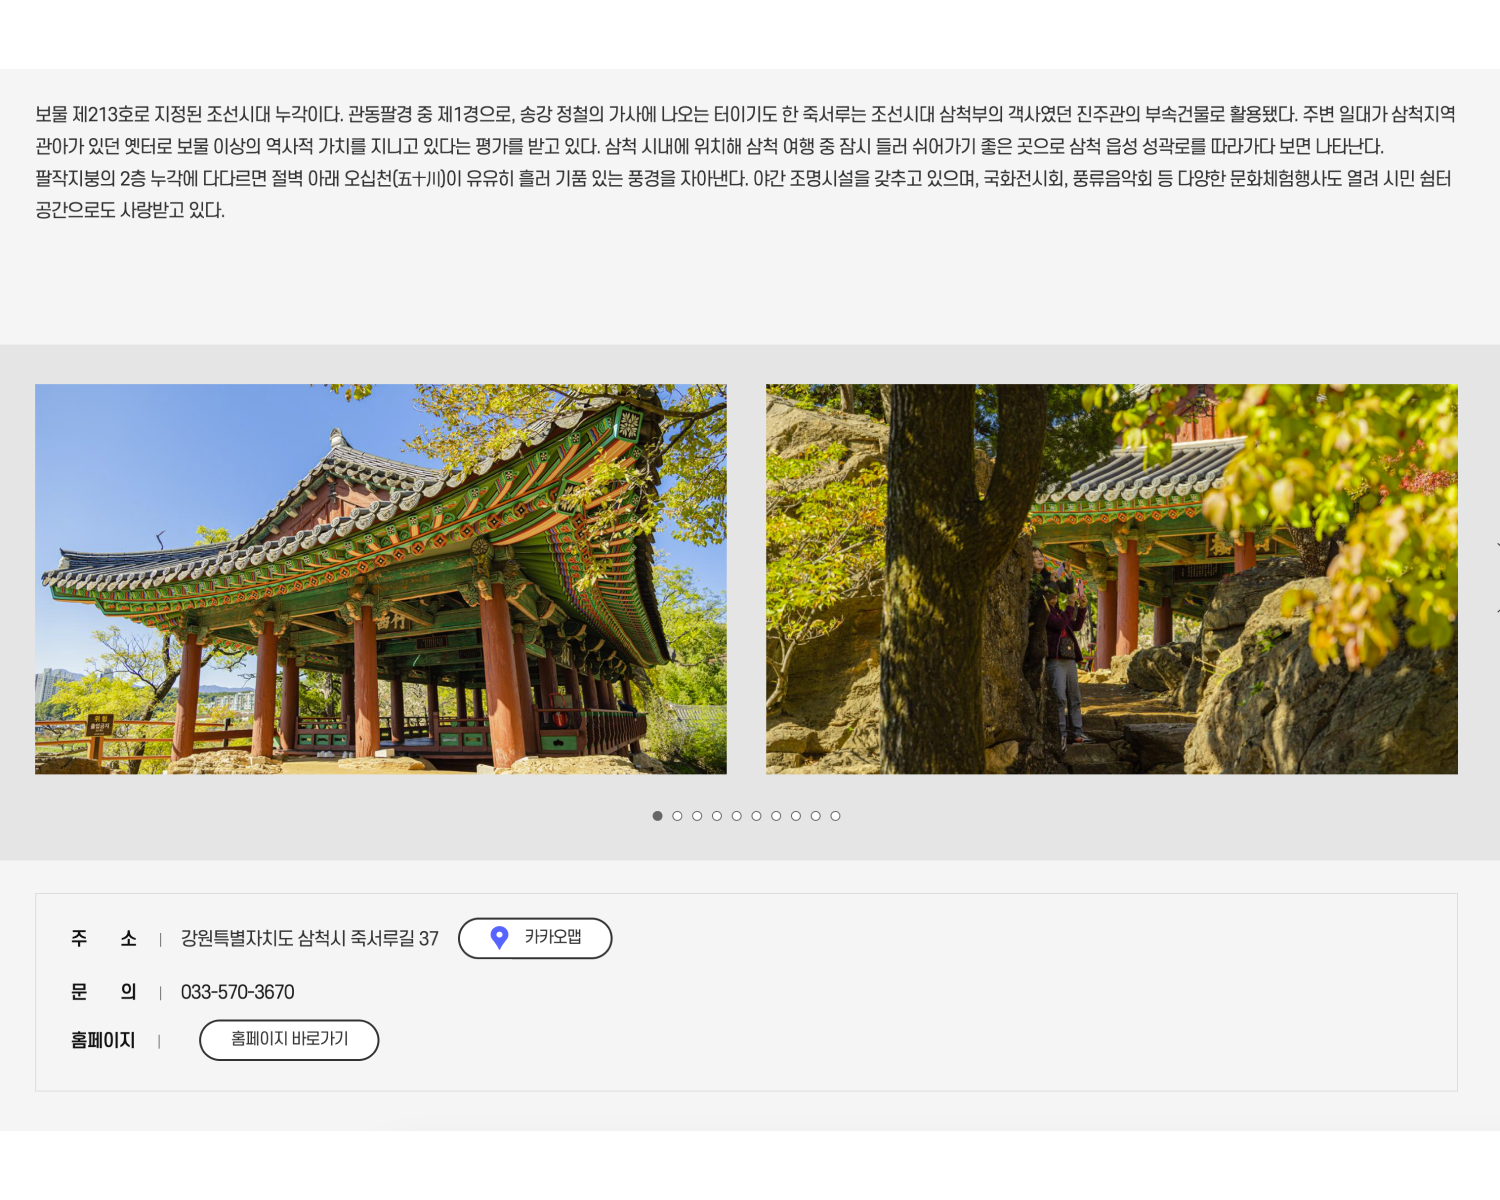 보물 제213호로 지정된 조선시대 누각이다. 관동팔경 중 제1경으로, 송강 정철의 가사에 나오는 터이기도 한 죽서루는 조선시대 삼척부의 객사였던 진주관의 부속건물로 활용됐다. 주변 일대가 삼척지역
관아가 있던 옛터로 보물 이상의 역사적 가치를 지니고 있다는 평가를 받고 있다. 삼척 시내에 위치해 삼척 여행 중 잠시 들러 쉬어가기 좋은 곳으로 삼척 읍성 성곽로를 따라가다 보면 나타난다.
팔작지붕의 2층 누각에 다다르면 절벽 아래 오십천(五十川)이 유유히 흘러 기품 있는 풍경을 자아낸다. 야간 조명시설을 갖추고 있으며, 국화전시회, 풍류음악회 등 다양한 문화체험행사도 열려 시민 쉼터
공간으로도 사랑받고 있다.
위험
출입금지
주 소 | 강원특별자치도 삼척시 죽서루길 37 카카오맵
문 의 | 033-570-3670
홈페이지 | 홈페이지 바로가기